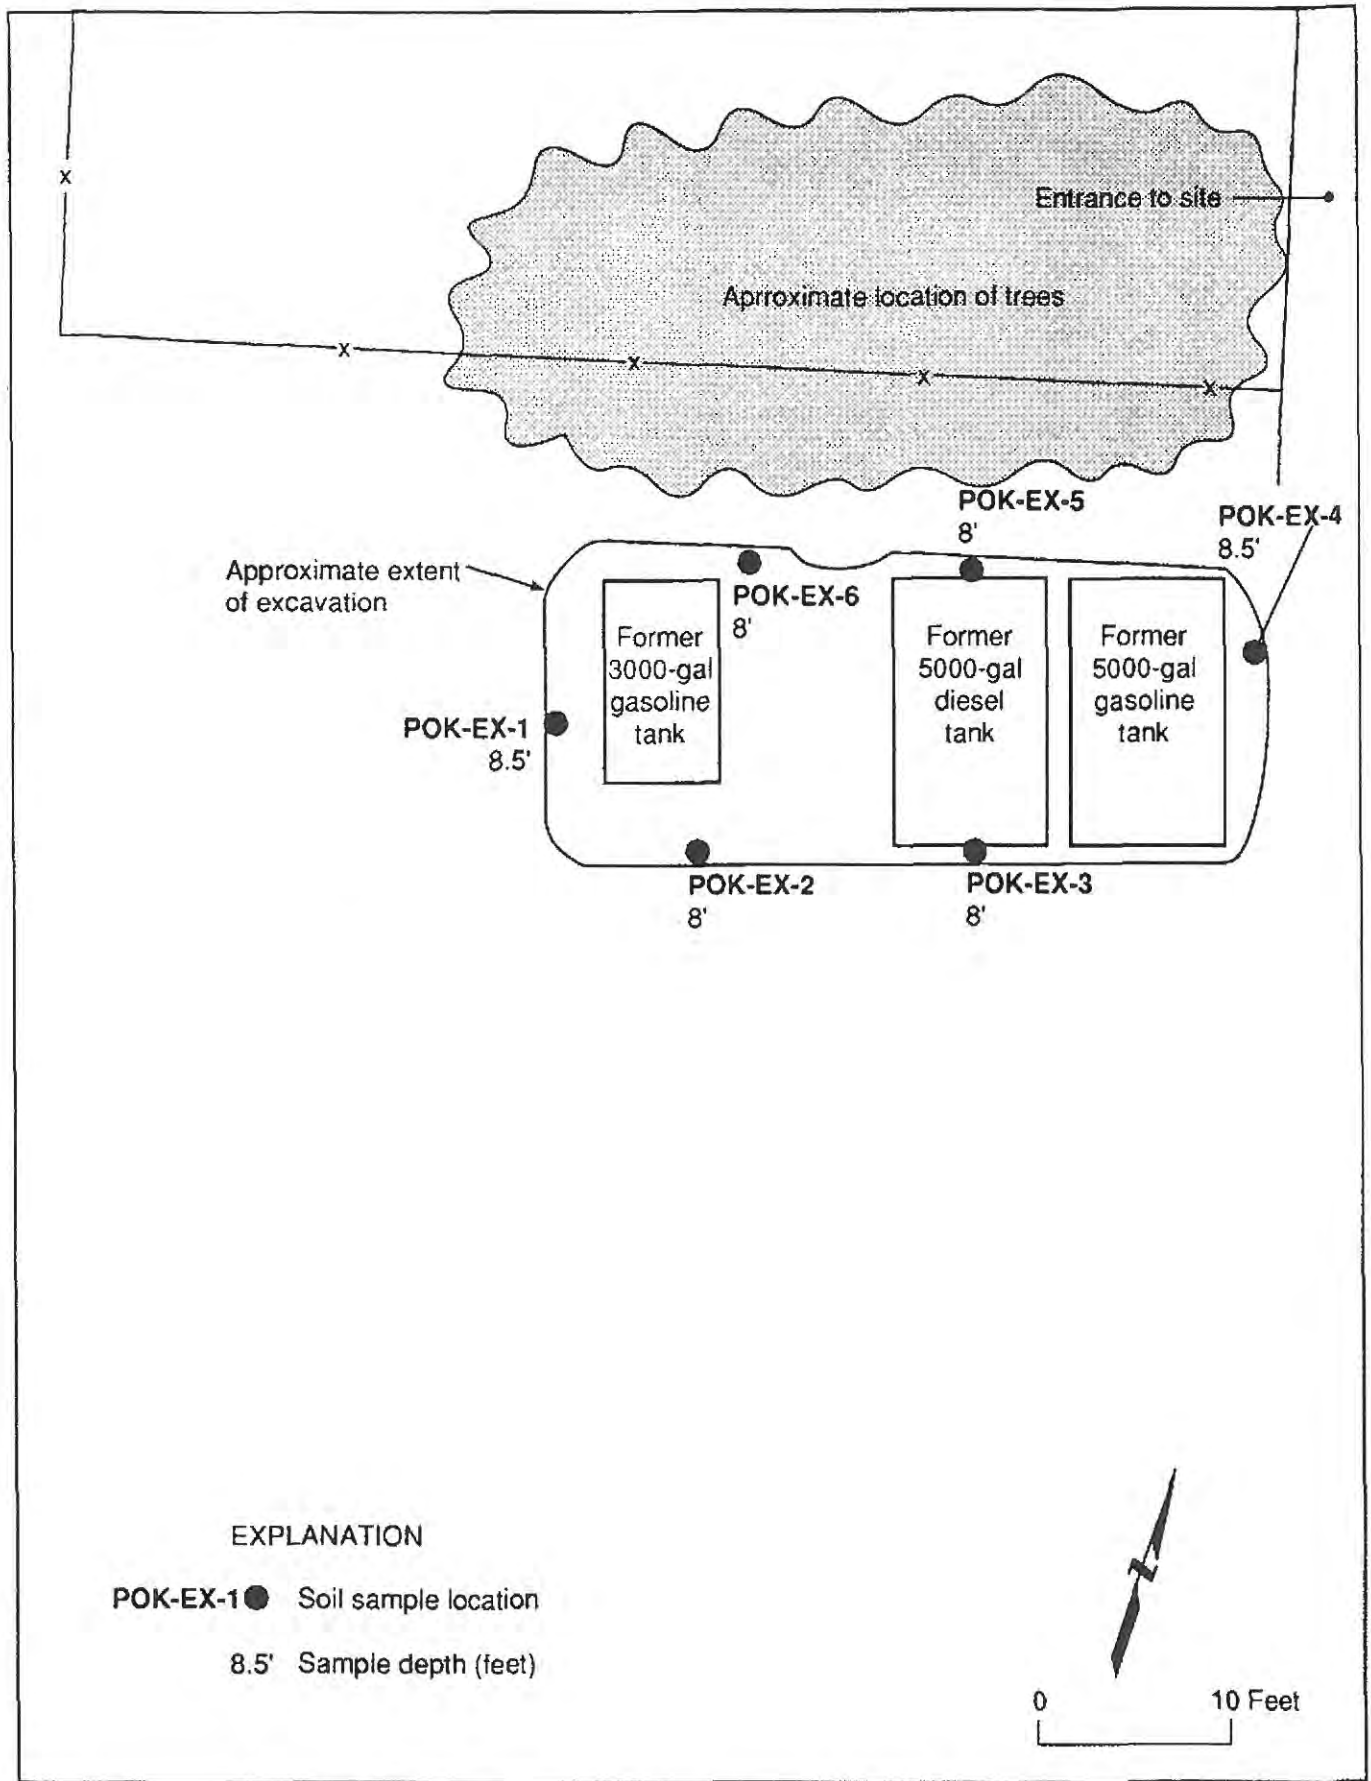 x
Entrance to site
Aprroximate location of trees
x
x
x
x
POK-EX-5
8'
POK-EX-4
8.5'
Approximate extent
of excavation
POK-EX-6
8'
Former
3000-gal
gasoline
tank
Former
5000-gal
diesel
tank
Former
5000-gal
gasoline
tank
POK-EX-1
8.5'
POK-EX-2
8'
POK-EX-3
8'
EXPLANATION
POK-EX-1 Soil sample location
8.5' Sample depth (feet)
N
0 10 Feet